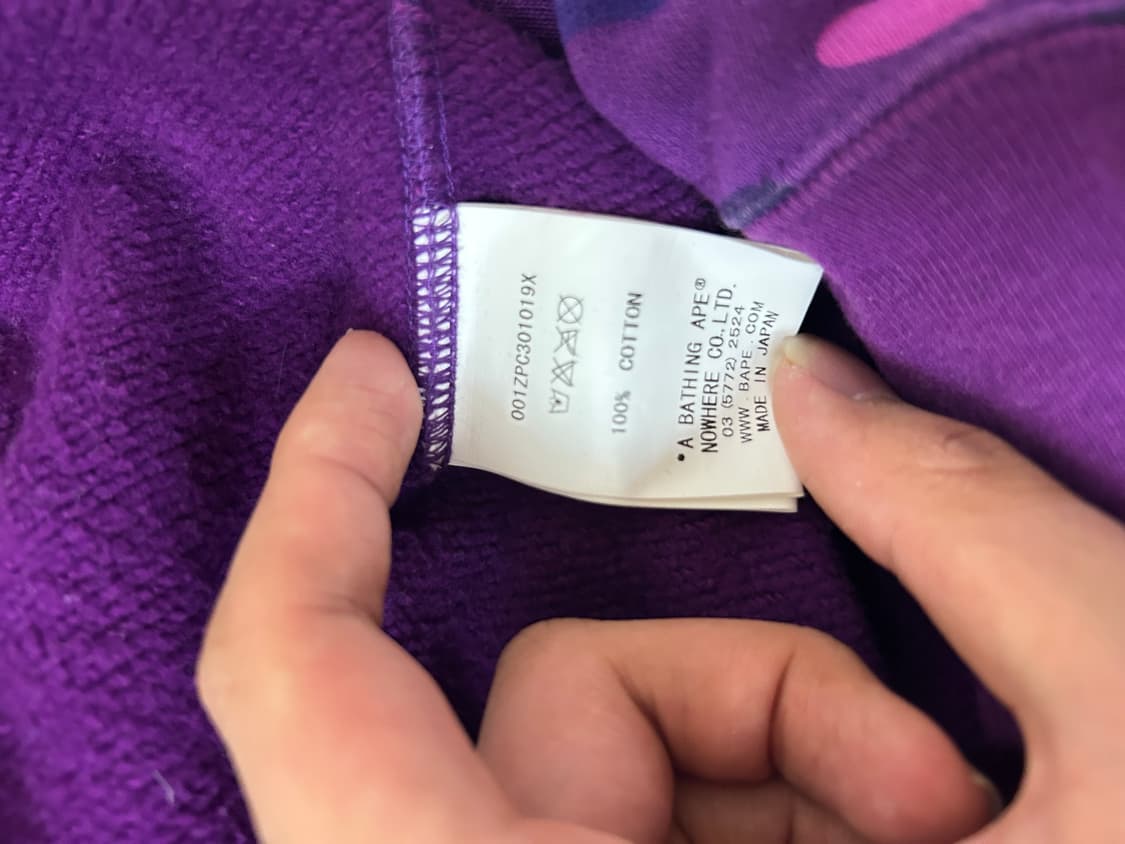 001ZPC301019X
100% COTTON
•A BATHING APE®
NOWHERE CO., LTD.
03 (5772) 2524
WWW . BAPE . COM
MADE IN JAPAN